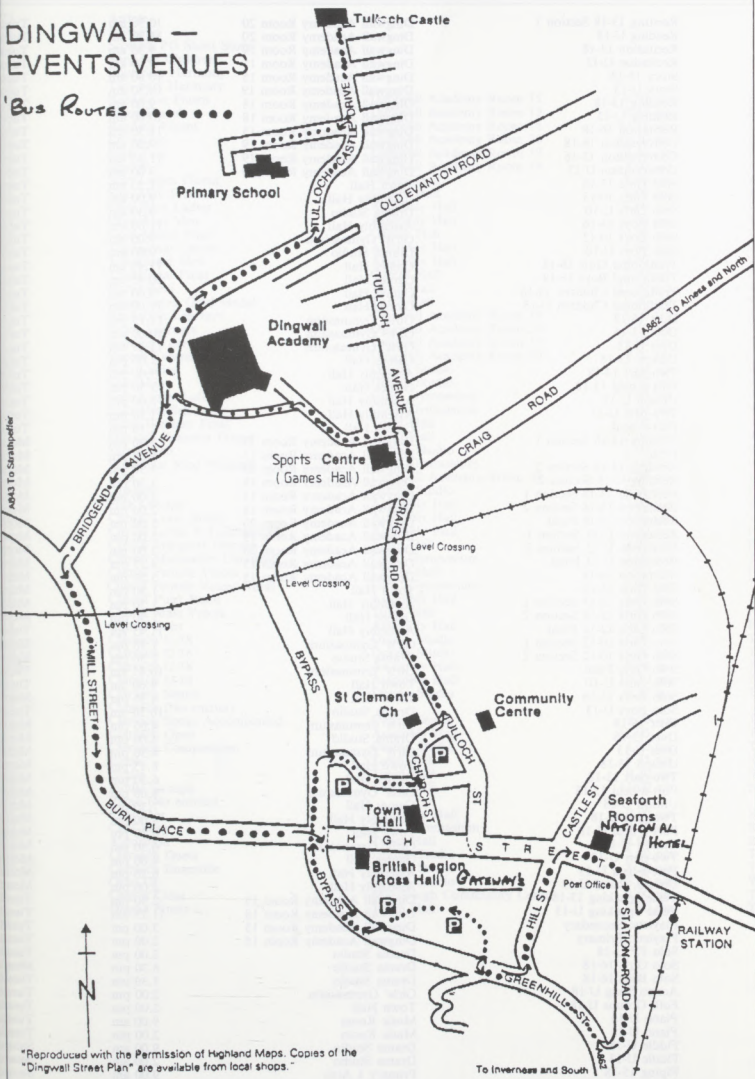 DINGWALL —
EVENTS VENUES
'BUS ROUTES
Tulloch Castle
TULLOCH CASTLE DRIVE
Primary School
OLD EVANTON ROAD
TULLOCH
AVENUE
Dingwall
Academy
A862 To Alness and North
CRAIG ROAD
Sports Centre
(Games Hall)
A843 To Strathpeffer
BRIDGEND AVENUE
CRAIG RD
Level Crossing
Level Crossing
Level Crossing
MILL STREET
BYPASS
St Clement's
Ch
Community
Centre
TULLOCH
ST
P
CHURCH ST
P
CASTLE ST
Seaforth
Rooms
NATIONAL
HOTEL
Town
Hall
BURN PLACE
HIGH STREET
British Legion
(Ross Hall)
GATEWAYS
Post Office
BYPASS
P
P
HILL ST
STATION ROAD
RAILWAY
STATION
GREENHILL ST
A862
N
"Reproduced with the Permission of Highland Maps. Copies of the
"Dingwall Street Plan" are available from local shops."
To Inverness and South